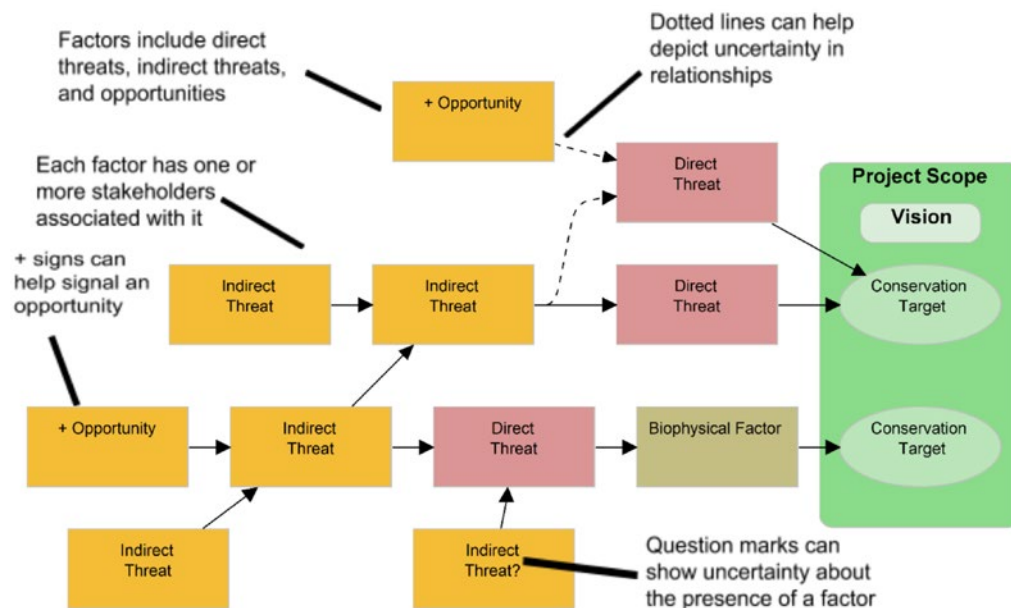 Factors include direct
threats, indirect threats,
and opportunities
Dotted lines can help
depict uncertainty in
relationships
+ Opportunity
Each factor has one or
more stakeholders
associated with it
Direct
Threat
Project Scope
Vision
+ signs can
help signal an
opportunity
Indirect
Threat
Indirect
Threat
Direct
Threat
Conservation
Target
+ Opportunity
Indirect
Threat
Direct
Threat
Biophysical Factor
Conservation
Target
Indirect
Threat
Indirect
Threat?
Question marks can
show uncertainty about
the presence of a factor